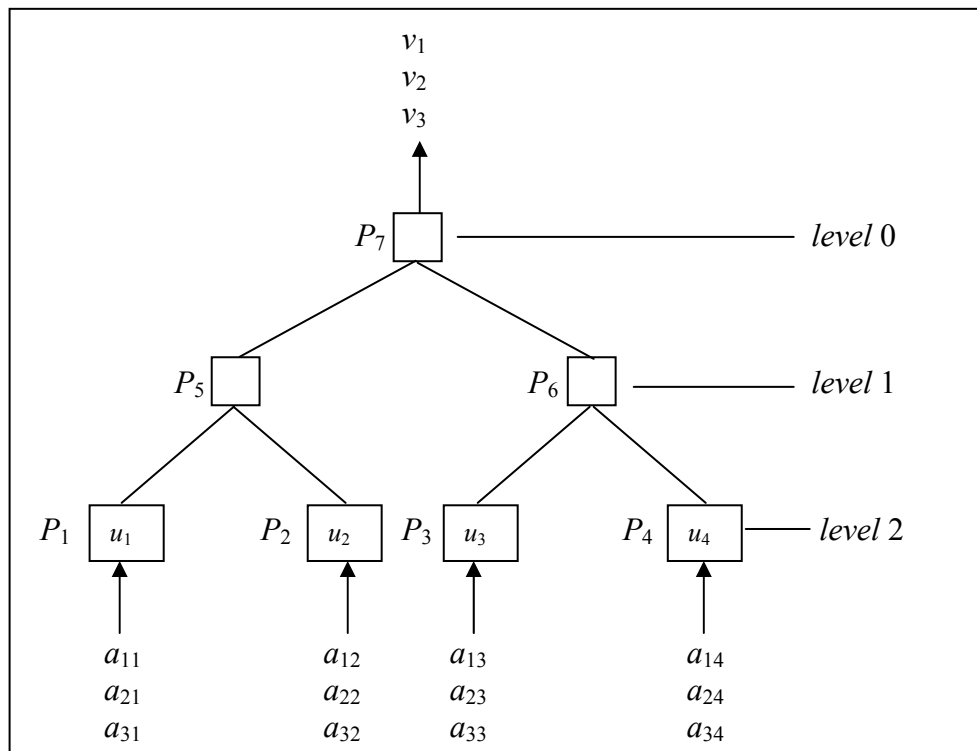 v₁
v₂
v₃
P₇ level 0
P₅ P₆ level 1
P₁ u₁ P₂ u₂ P₃ u₃ P₄ u₄ level 2
a₁₁ a₁₂ a₁₃ a₁₄
a₂₁ a₂₂ a₂₃ a₂₄
a₃₁ a₃₂ a₃₃ a₃₄